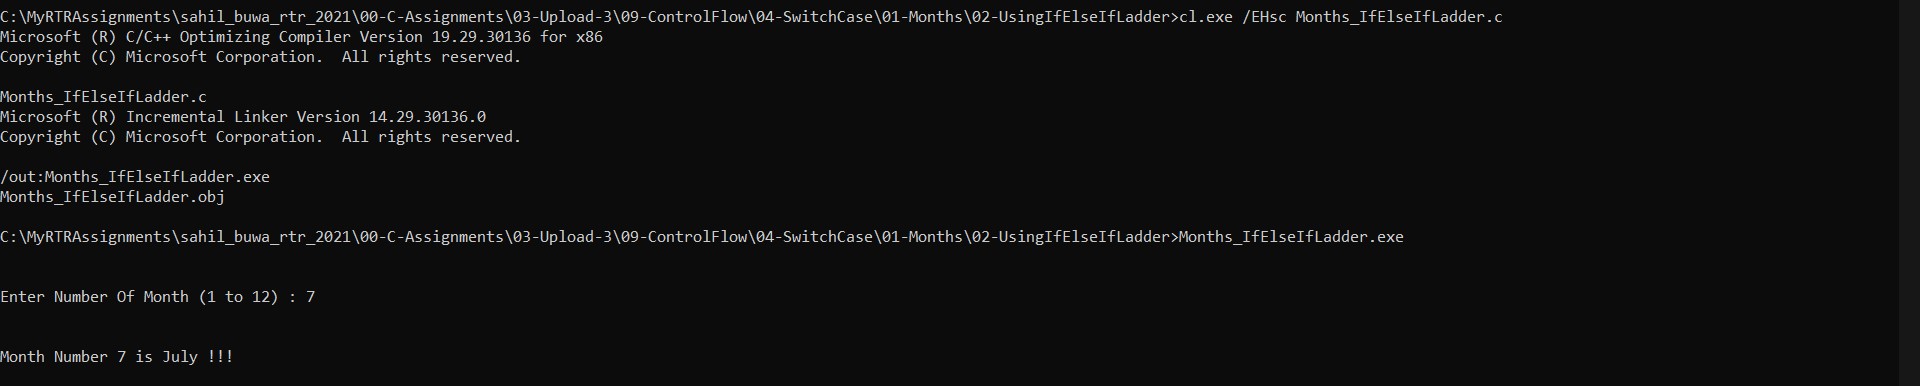 C:\MyRTRAssignments\sahil_buwa_rtr_2021\00-C-Assignments\03-Upload-3\09-ControlFlow\04-SwitchCase\01-Months\02-UsingIfElseIfLadder>cl.exe /EHsc Months_IfElseIfLadder.c
Microsoft (R) C/C++ Optimizing Compiler Version 19.29.30136 for x86
Copyright (C) Microsoft Corporation.  All rights reserved.
Months_IfElseIfLadder.c
Microsoft (R) Incremental Linker Version 14.29.30136.0
Copyright (C) Microsoft Corporation.  All rights reserved.
/out:Months_IfElseIfLadder.exe
Months_IfElseIfLadder.obj
C:\MyRTRAssignments\sahil_buwa_rtr_2021\00-C-Assignments\03-Upload-3\09-ControlFlow\04-SwitchCase\01-Months\02-UsingIfElseIfLadder>Months_IfElseIfLadder.exe
Enter Number Of Month (1 to 12) : 7
Month Number 7 is July !!!